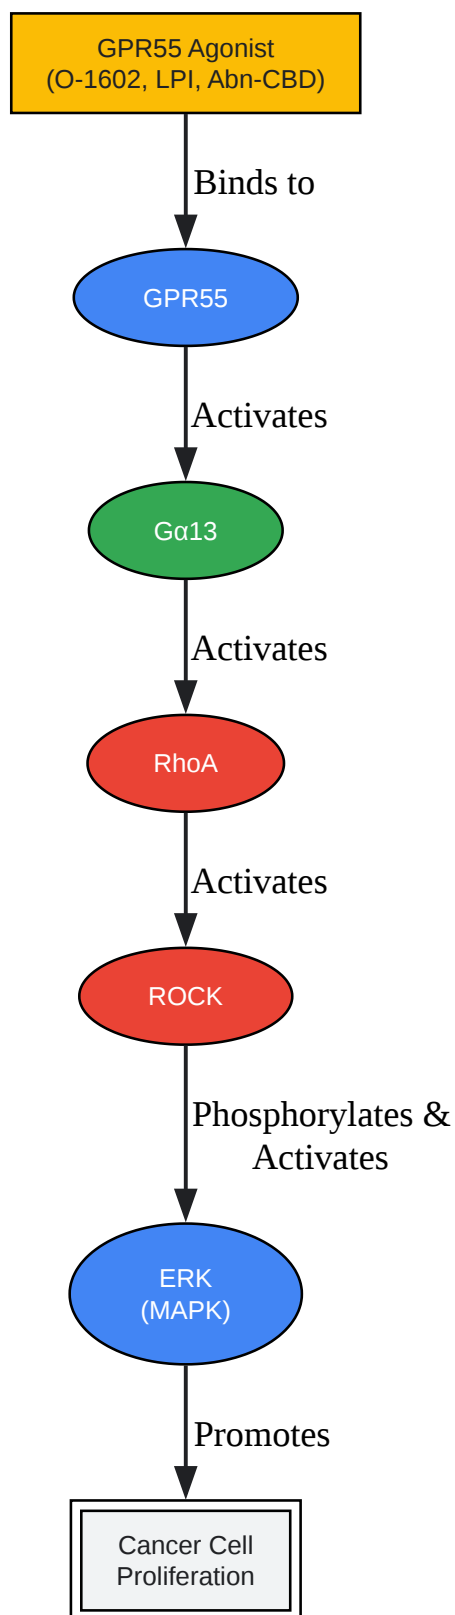 GPR55 Agonist
(O-1602, LPI, Abn-CBD)
Binds to
GPR55
Activates
Gα13
Activates
RhoA
Activates
ROCK
Phosphorylates &
Activates
ERK
(MAPK)
Promotes
Cancer Cell
Proliferation